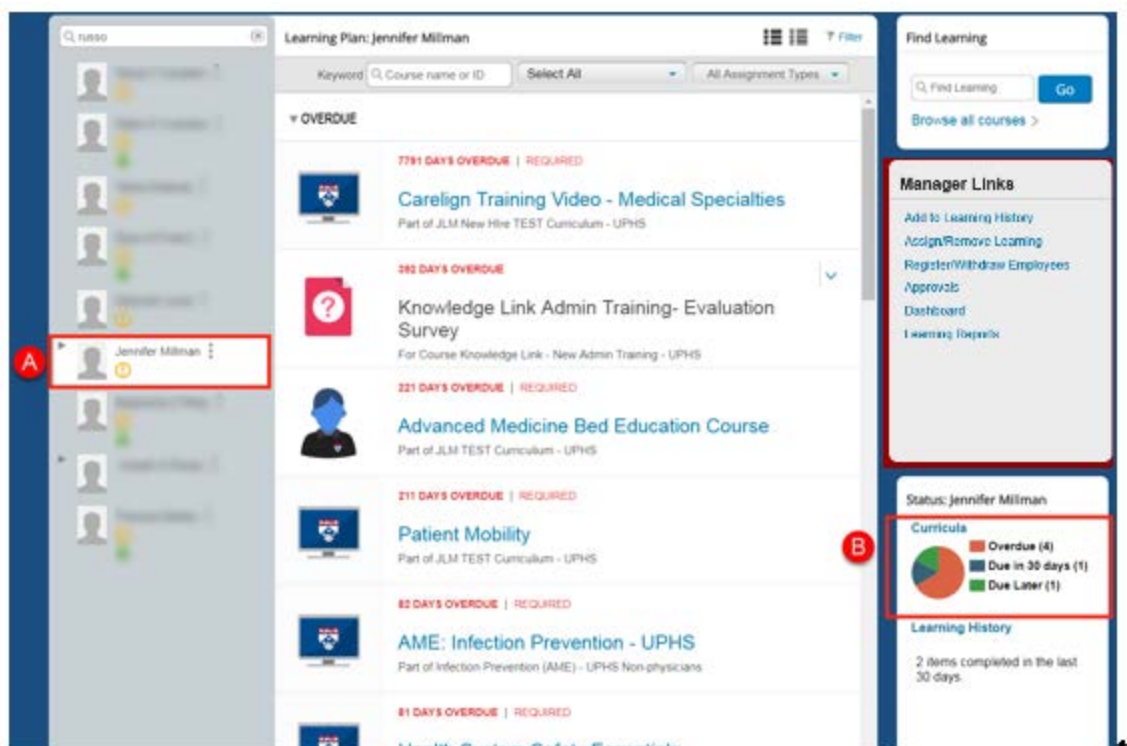 russo
Jennifer Millman
A
Learning Plan: Jennifer Millman
Filter
Keyword
Course name or ID
Select All
All Assignment Types
OVERDUE
7791 DAYS OVERDUE | REQUIRED
Carelign Training Video - Medical Specialties
Part of JLM New Hire TEST Curriculum - UPHS
282 DAYS OVERDUE
Knowledge Link Admin Training- Evaluation
Survey
For Course Knowledge Link - New Admin Training - UPHS
221 DAYS OVERDUE | REQUIRED
Advanced Medicine Bed Education Course
Part of JLM TEST Curriculum - UPHS
211 DAYS OVERDUE | REQUIRED
Patient Mobility
Part of JLM TEST Curriculum - UPHS
82 DAYS OVERDUE | REQUIRED
AME: Infection Prevention - UPHS
Part of Infection Prevention (AME) - UPHS Non-physicians
81 DAYS OVERDUE | REQUIRED
Find Learning
Find Learning
Go
Browse all courses >
Manager Links
Add to Learning History
Assign/Remove Learning
Register/Withdraw Employees
Approvals
Dashboard
Learning Reports
Status: Jennifer Millman
B
Curricula
Overdue (4)
Due in 30 days (1)
Due Later (1)
Learning History
2 items completed in the last
30 days